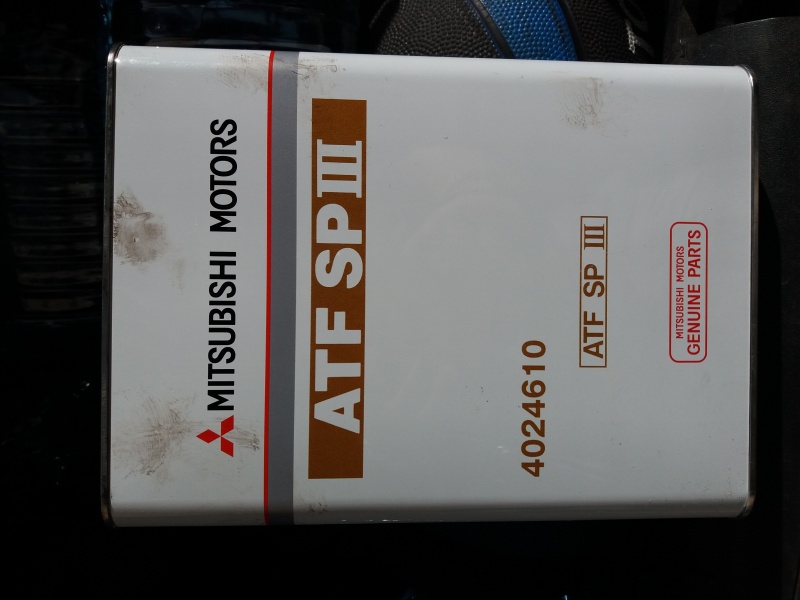 MITSUBISHI MOTORS
ATF SP III
4024610
ATF SP III
MITSUBISHI MOTORS
GENUINE PARTS